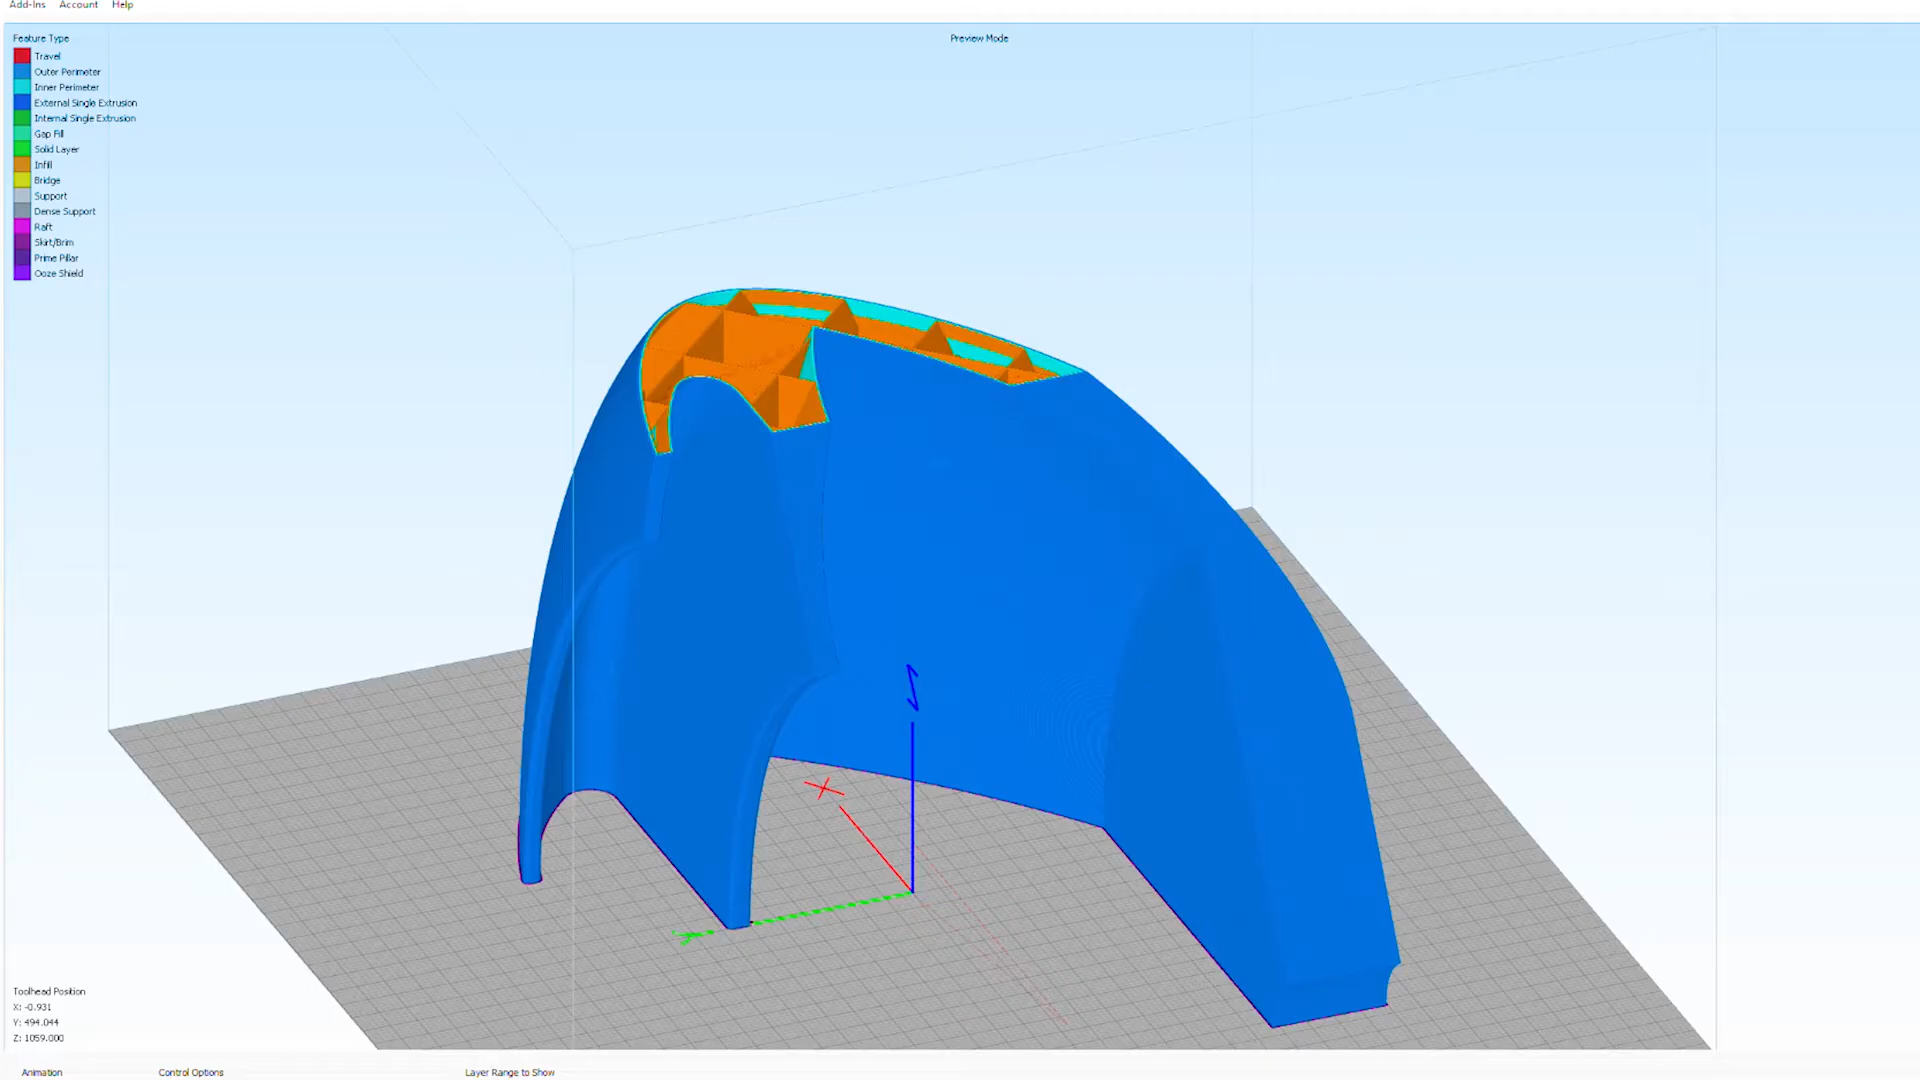 Add-Ins Account Help
Feature Type
Preview Mode
Travel
Outer Perimeter
Inner Perimeter
External Single Extrusion
Internal Single Extrusion
Gap Fill
Solid Layer
Infill
Bridge
Support
Dense Support
Raft
Skirt/Brim
Prime Pillar
Ooze Shield
Z
X
Y
Toolhead Position
X: -0.931
Y: 494.044
Z: 1059.000
Animation
Control Options
Layer Range to Show